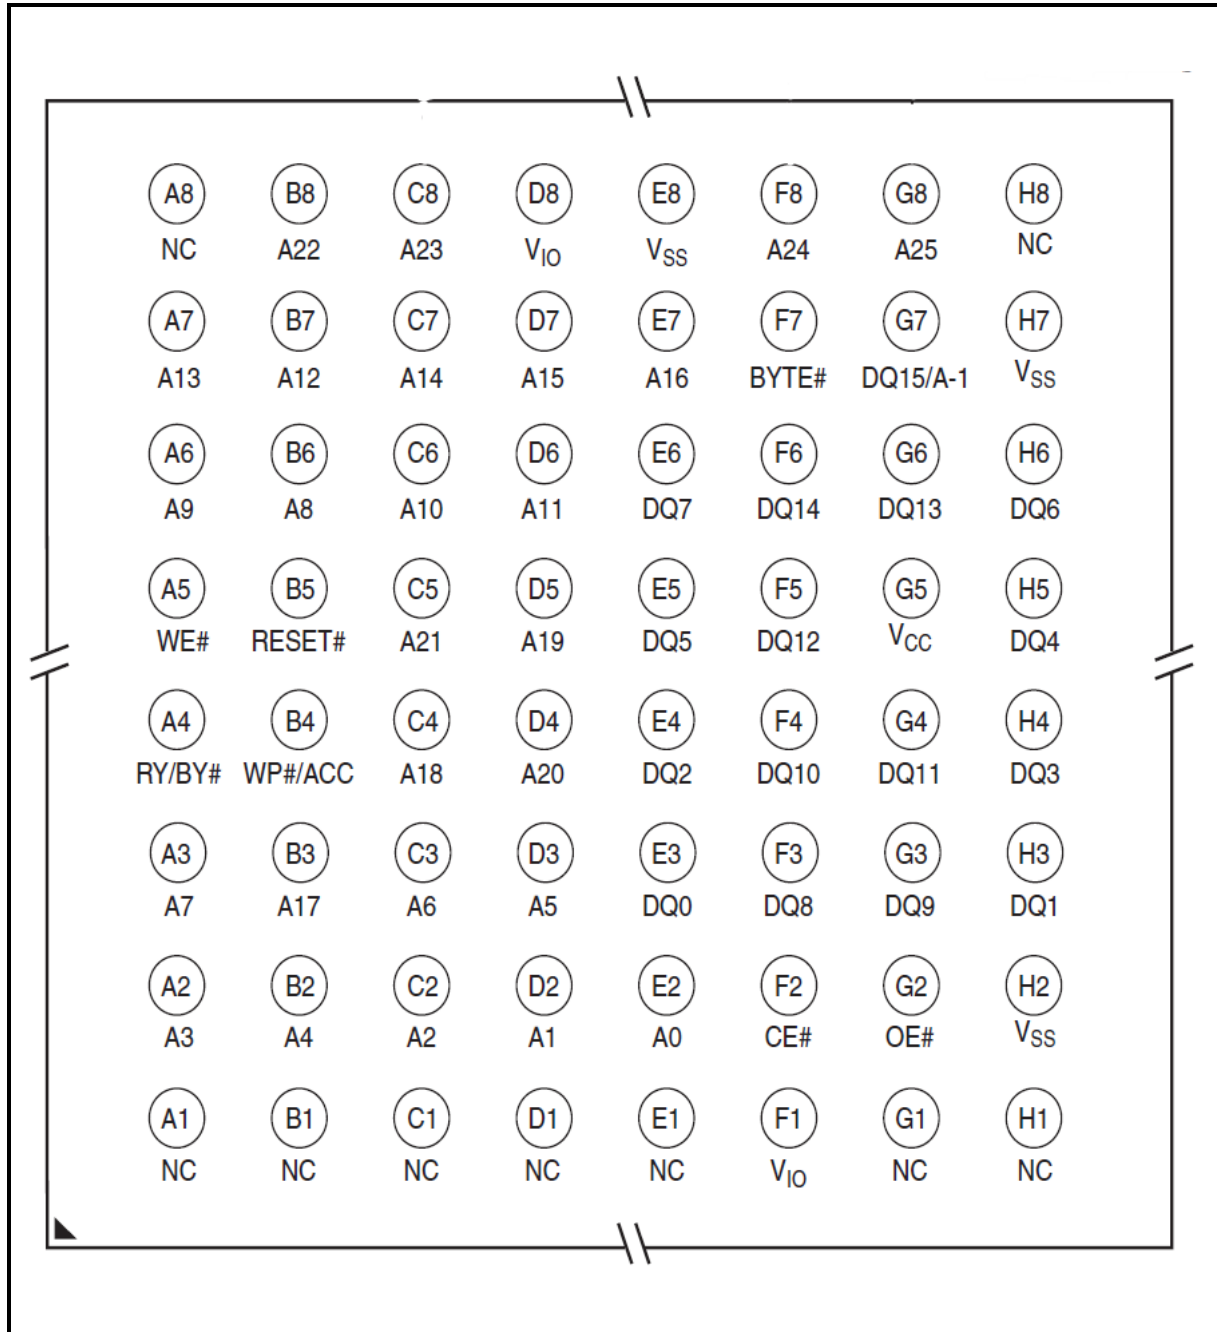 A8 B8 C8 D8 E8 F8 G8 H8
NC A22 A23 VIO VSS A24 A25 NC
A7 B7 C7 D7 E7 F7 G7 H7
A13 A12 A14 A15 A16 BYTE# DQ15/A-1 VSS
A6 B6 C6 D6 E6 F6 G6 H6
A9 A8 A10 A11 DQ7 DQ14 DQ13 DQ6
A5 B5 C5 D5 E5 F5 G5 H5
WE# RESET# A21 A19 DQ5 DQ12 VCC DQ4
A4 B4 C4 D4 E4 F4 G4 H4
RY/BY# WP#/ACC A18 A20 DQ2 DQ10 DQ11 DQ3
A3 B3 C3 D3 E3 F3 G3 H3
A7 A17 A6 A5 DQ0 DQ8 DQ9 DQ1
A2 B2 C2 D2 E2 F2 G2 H2
A3 A4 A2 A1 A0 CE# OE# VSS
A1 B1 C1 D1 E1 F1 G1 H1
NC NC NC NC NC VIO NC NC